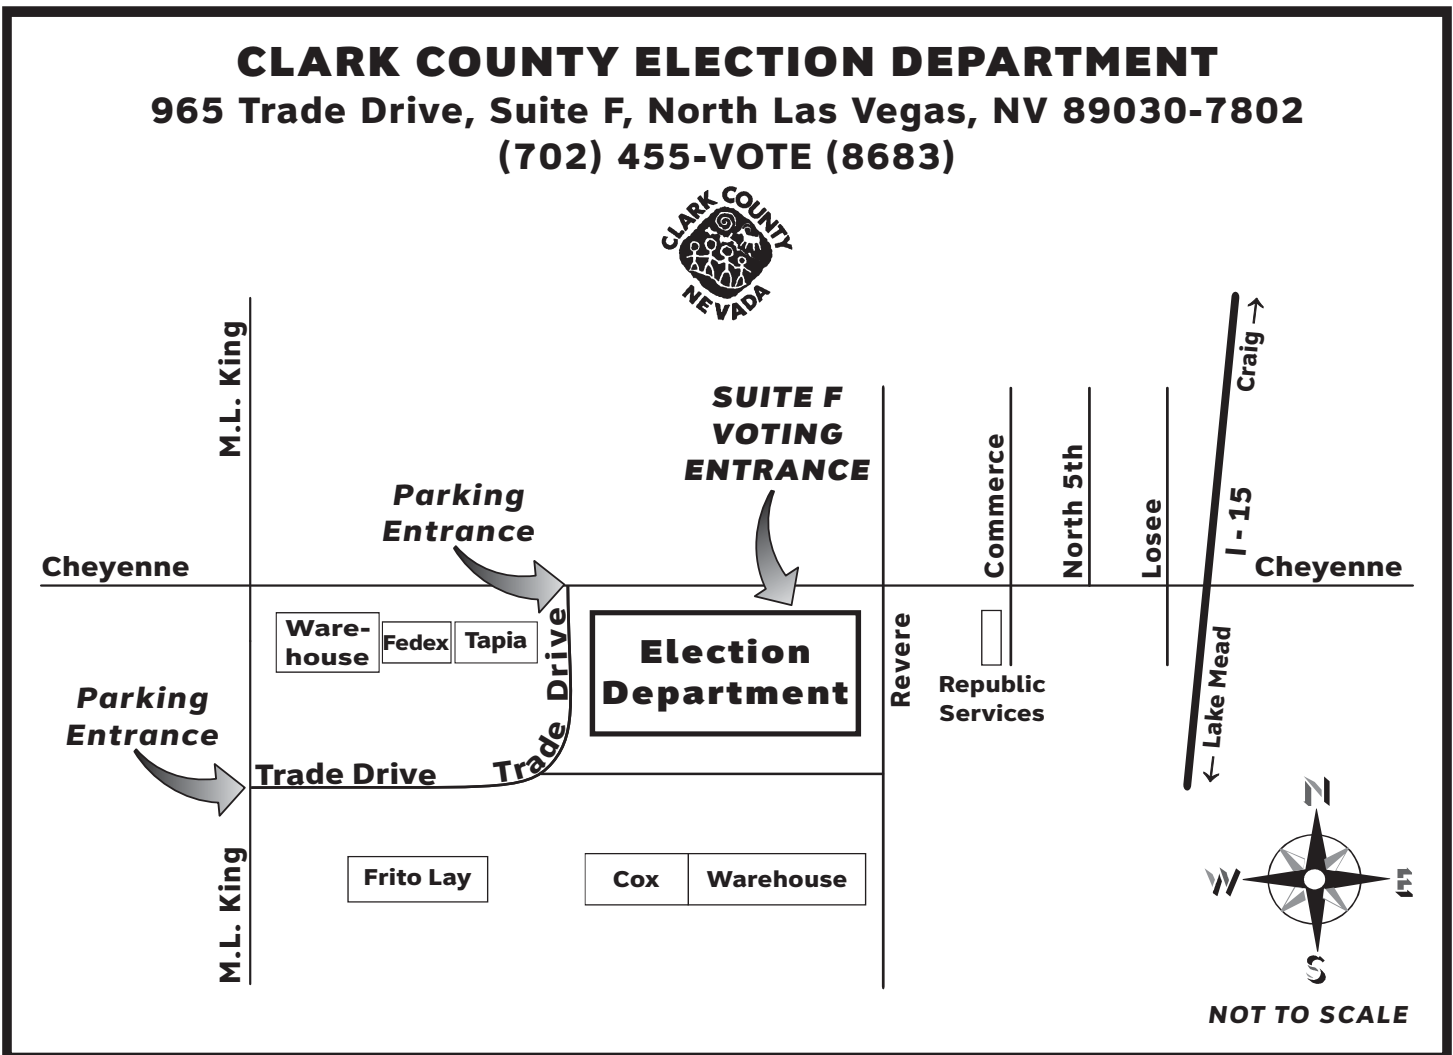 CLARK COUNTY ELECTION DEPARTMENT
965 Trade Drive, Suite F, North Las Vegas, NV 89030-7802
(702) 455-VOTE (8683)
CLARK COUNTY
NEVADA
M.L. King
SUITE F
VOTING
ENTRANCE
Parking
Entrance
Commerce
North 5th
Losee
I - 15
Craig →
Cheyenne
Cheyenne
Ware-
house
Fedex
Tapia
Trade Drive
Election
Department
Revere
Republic
Services
← Lake Mead
Parking
Entrance
Trade Drive
M.L. King
Frito Lay
Cox
Warehouse
N
W
E
S
NOT TO SCALE